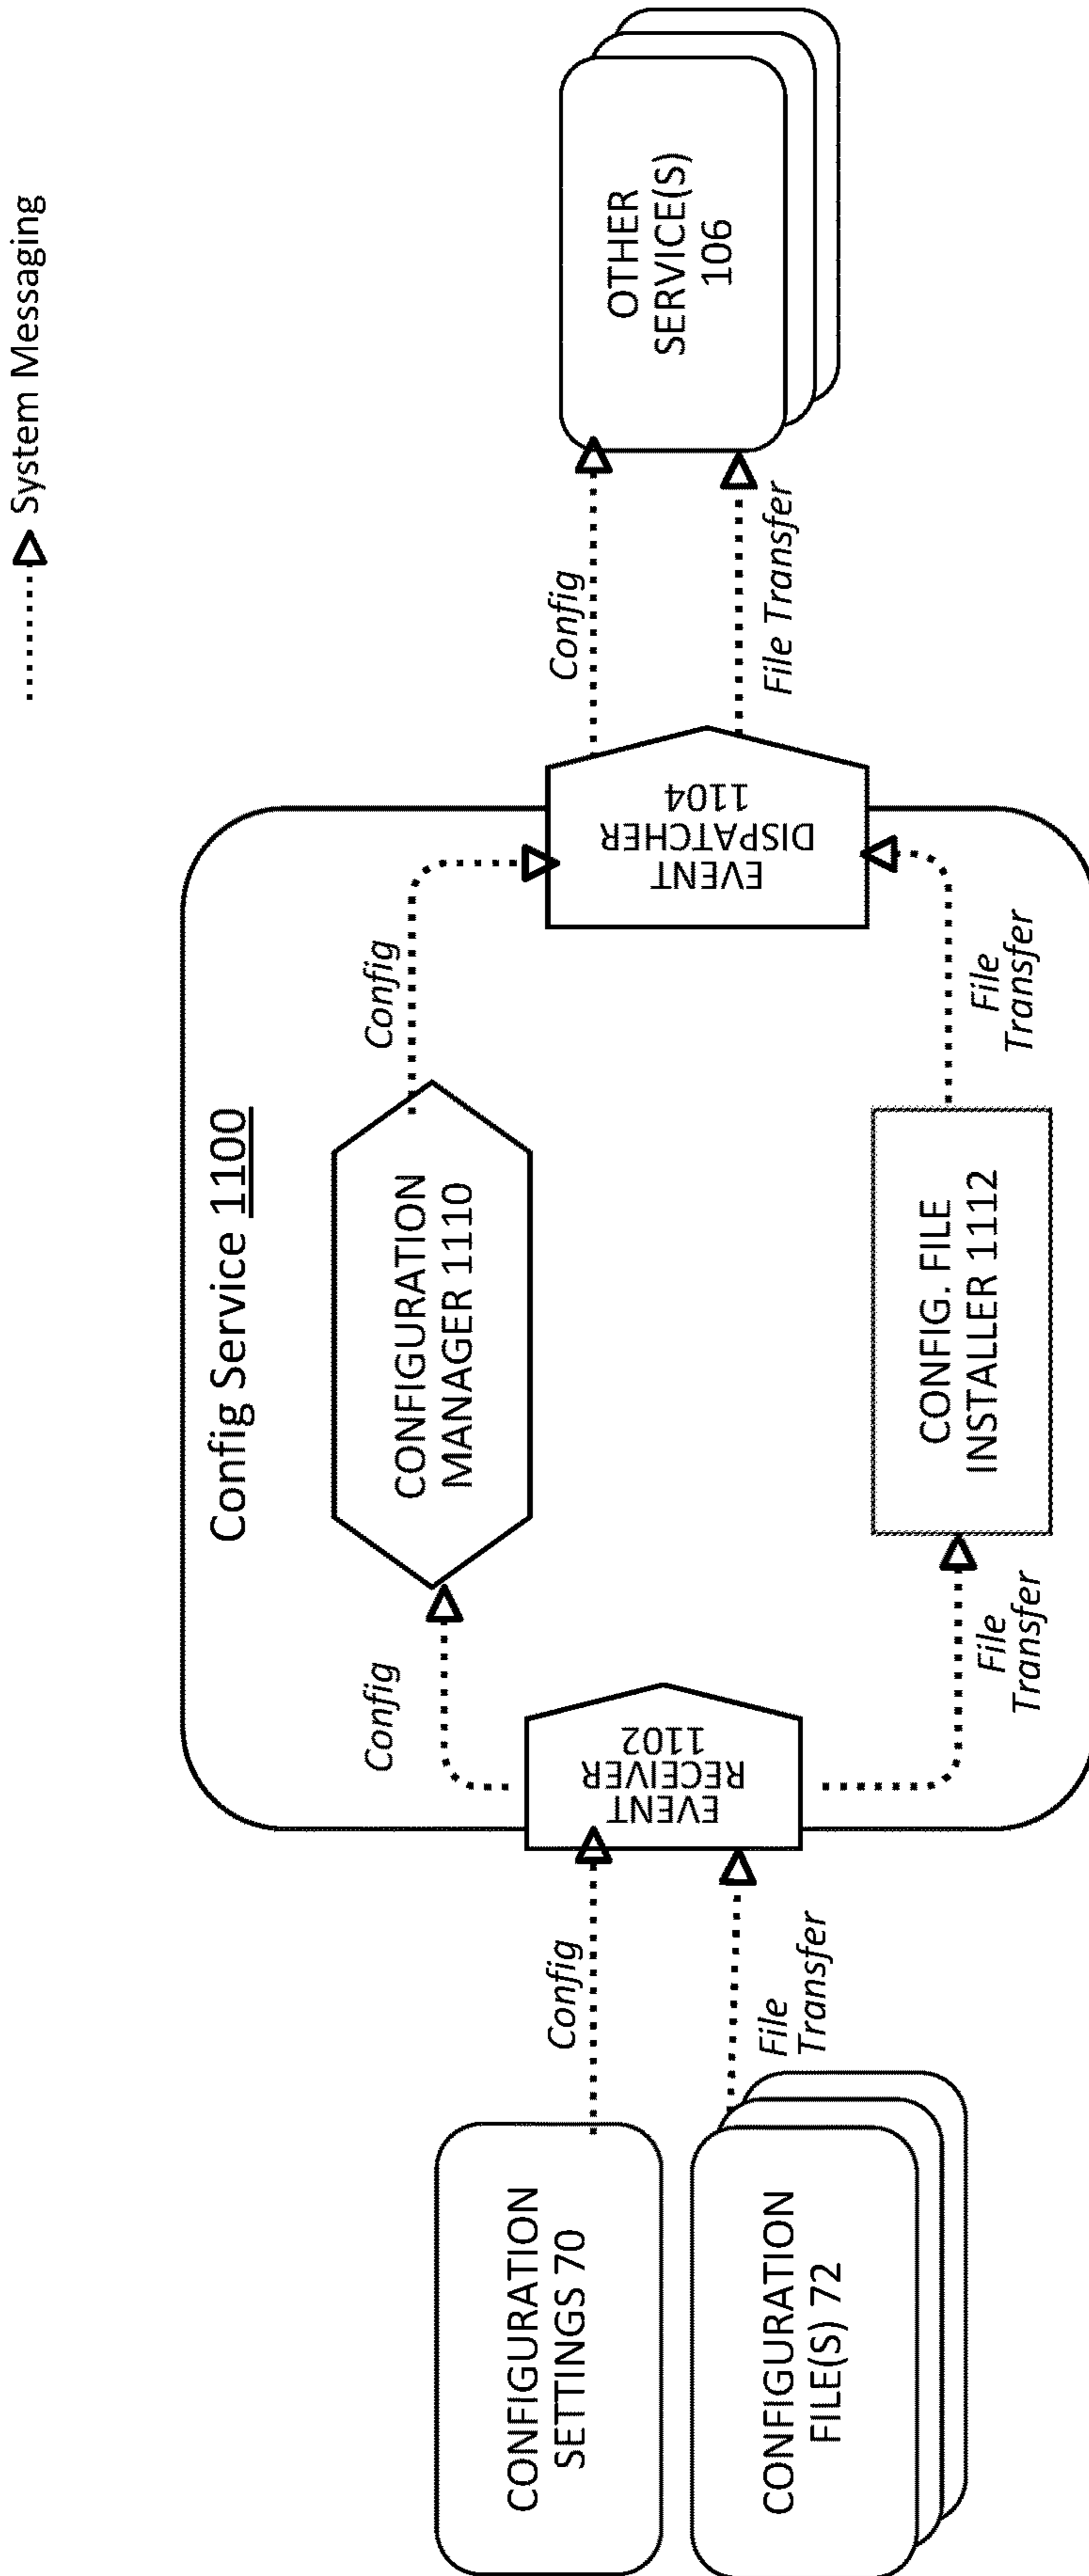 System Messaging
Config Service 1100
CONFIGURATION
SETTINGS 70
CONFIGURATION
FILE(S) 72
Config
File
Transfer
EVENT
RECEIVER
1102
Config
File
Transfer
CONFIGURATION
MANAGER 1110
CONFIG. FILE
INSTALLER 1112
Config
File
Transfer
EVENT
DISPATCHER
1104
Config
File Transfer
OTHER
SERVICE(S)
106